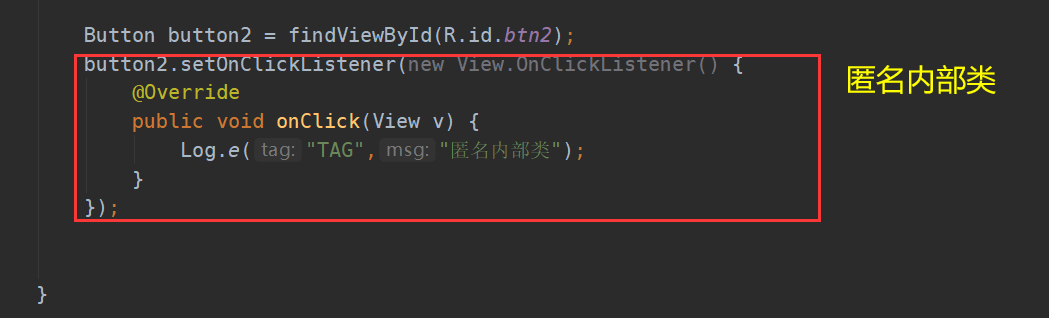 Button button2 = findViewById(R.id.btn2);
button2.setOnClickListener(new View.OnClickListener() {
@Override
public void onClick(View v) {
Log.e( tag: "TAG", msg: "匿名内部类");
}
});
}
匿名内部类